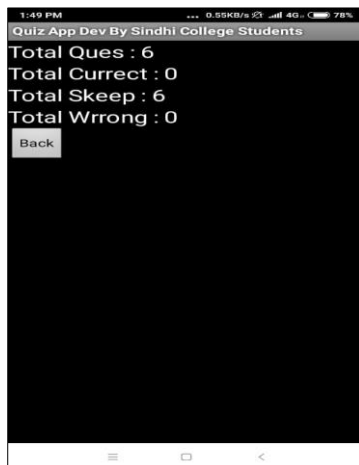 1:49 PM ... 0.55KB/s 4G 78%
Quiz App Dev By Sindhi College Students
Total Ques : 6
Total Currect : 0
Total Skeep : 6
Total Wrrong : 0
Back